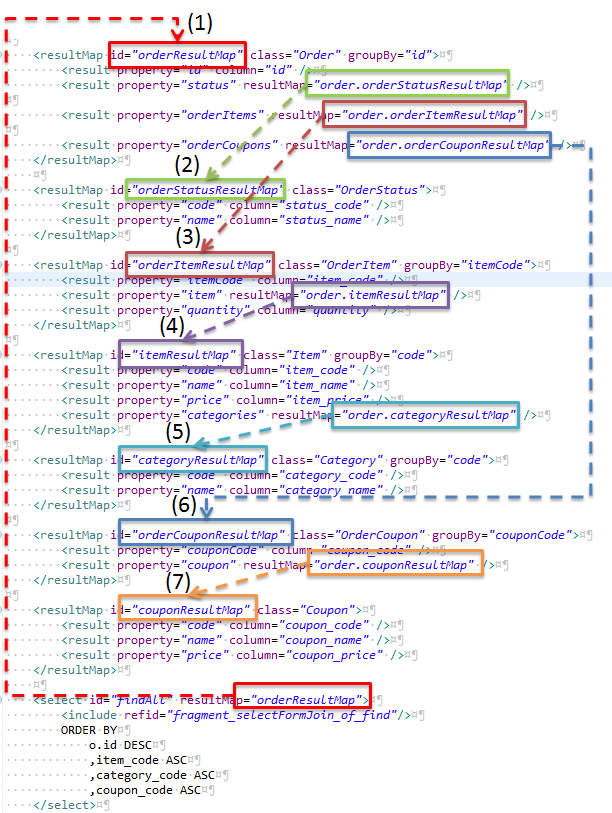 (1)
<resultMap id="orderResultMap" class="Order" groupBy="id">
<result property="id" column="id" />
<result property="status" resultMap="order.orderStatusResultMap" />
<result property="orderItems" resultMap="order.orderItemResultMap" />
<result property="orderCoupons" resultMap="order.orderCouponResultMap" />
</resultMap>
(2)
<resultMap id="orderStatusResultMap" class="OrderStatus">
<result property="code" column="status_code" />
<result property="name" column="status_name" />
</resultMap>
(3)
<resultMap id="orderItemResultMap" class="OrderItem" groupBy="itemCode">
<result property="itemCode" column="item_code" />
<result property="item" resultMap="order.itemResultMap" />
<result property="quantity" column="quantity" />
</resultMap>
(4)
<resultMap id="itemResultMap" class="Item" groupBy="code">
<result property="code" column="item_code" />
<result property="name" column="item_name" />
<result property="price" column="item_price" />
<result property="categories" resultMap="order.categoryResultMap" />
</resultMap>
(5)
<resultMap id="categoryResultMap" class="Category" groupBy="code">
<result property="code" column="category_code" />
<result property="name" column="category_name" />
</resultMap>
(6)
<resultMap id="orderCouponResultMap" class="OrderCoupon" groupBy="couponCode">
<result property="couponCode" column="coupon_code" />
<result property="coupon" resultMap="order.couponResultMap" />
</resultMap>
(7)
<resultMap id="couponResultMap" class="Coupon">
<result property="code" column="coupon_code" />
<result property="name" column="coupon_name" />
<result property="price" column="coupon_price" />
</resultMap>
<select id="findAll" resultMap="orderResultMap">
<include refid="fragment_selectFormJoin_of_find"/>
ORDER BY
o.id DESC
,item_code ASC
,category_code ASC
,coupon_code ASC
</select>